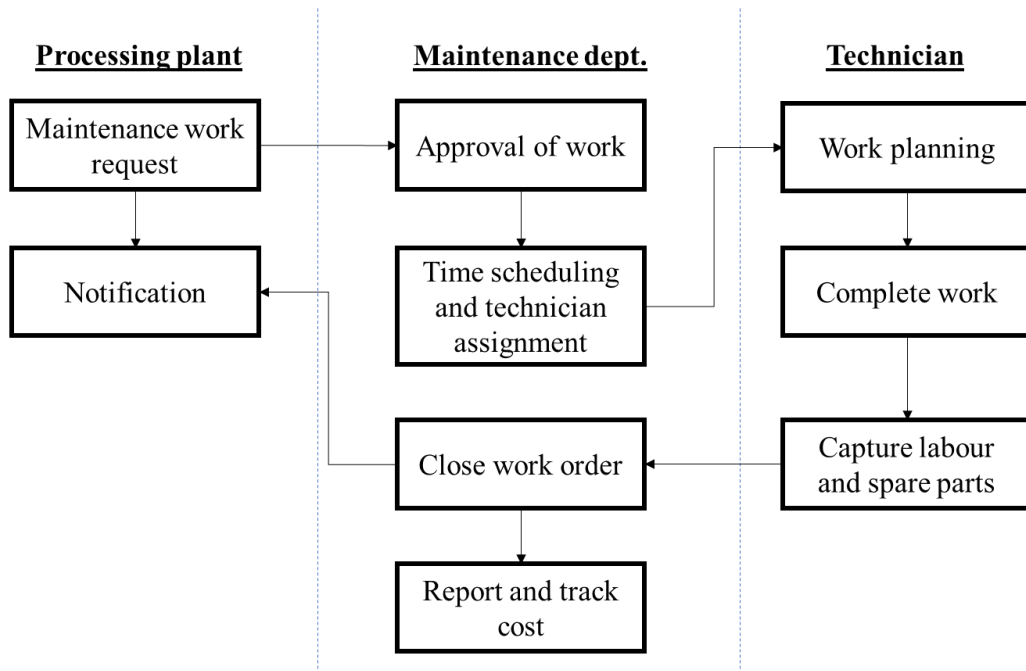 Processing plant
Maintenance dept.
Technician
Maintenance work
request
Approval of work
Work planning
Notification
Time scheduling
and technician
assignment
Complete work
Close work order
Capture labour
and spare parts
Report and track
cost